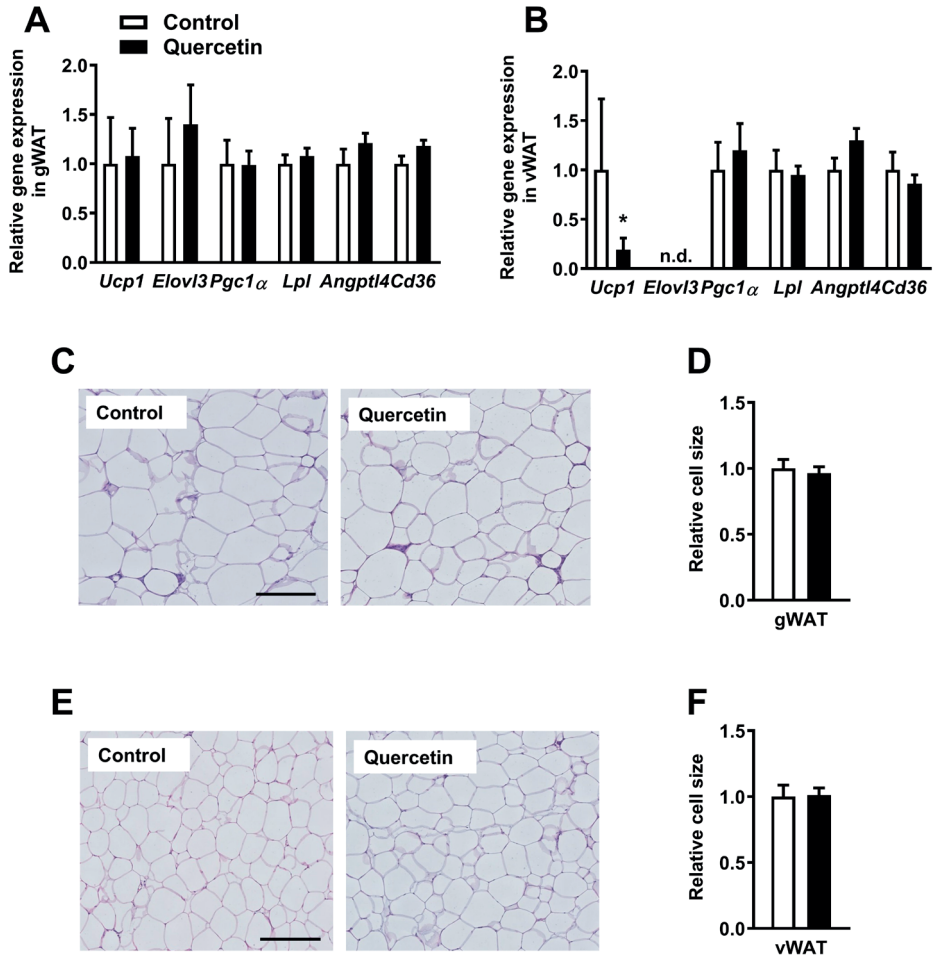 A
Control
Quercetin
Relative gene expression
in gWAT
2.0
1.5
1.0
0.5
0.0
Ucp1 Elovl3 Pgc1α Lpl Angptl4 Cd36
B
Relative gene expression
in vWAT
2.0
1.5
1.0
0.5
0.0
*
n.d.
Ucp1 Elovl3 Pgc1α Lpl Angptl4 Cd36
C
Control
Quercetin
D
Relative cell size
1.5
1.0
0.5
0.0
gWAT
E
Control
Quercetin
F
Relative cell size
1.5
1.0
0.5
0.0
vWAT